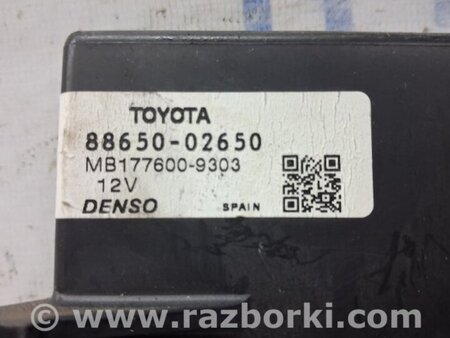 TOYOTA
88650-02650
MB177600-9303
12V
DENSO SPAIN
www.razborki.com